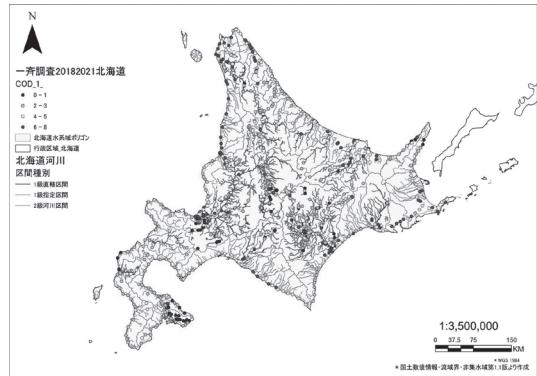 N
一斉調査20182021北海道
COD_1_
0 - 1
2 - 3
4 - 5
6 - 8
北海道水系域ポリゴン
行政区域_北海道
北海道河川
区間種別
1級直轄区間
1級指定区間
2級河川区間
1:3,500,000
0 37.5 75 150
KM
* WGS 1984
* 国土数値情報・流域界・非集水域第1.1版より作成